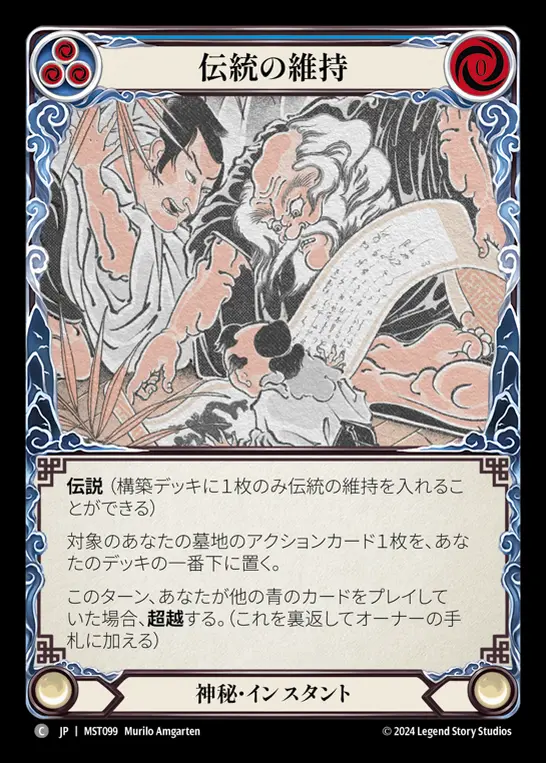 伝統の維持
0
伝説 (構築デッキに1枚のみ伝統の維持を入れるこ
とができる)
対象のあなたの墓地のアクションカード1枚を、あな
たのデッキの一番下に置く。
このターン、あなたが他の青のカードをプレイして
いた場合、超越する。(これを裏返してオーナーの手
札に加える)
神秘・インスタント
C JP | MST099 Murilo Amgarten
© 2024 Legend Story Studios